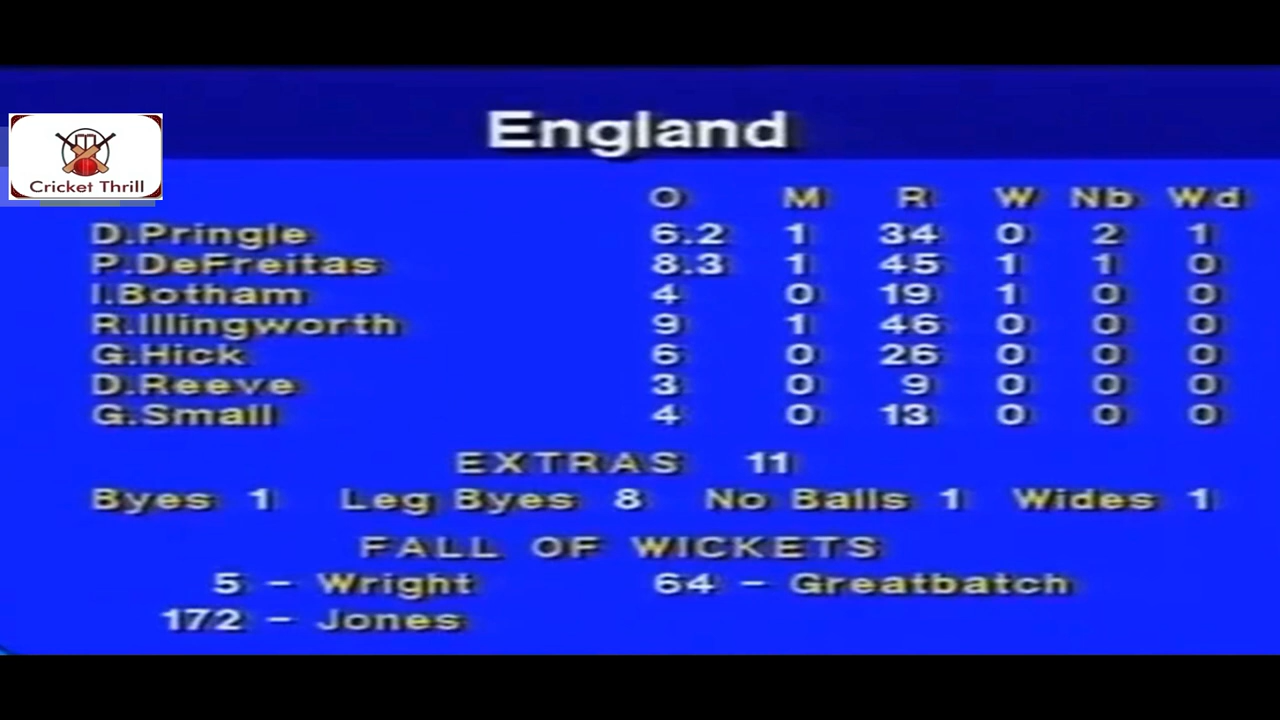 England
Cricket Thrill
O M R W Nb Wd
D.Pringle 6.2 1 34 0 2 1
P.DeFreitas 8.3 1 45 1 1 0
I.Botham 4 0 19 1 0 0
R.Illingworth 9 1 46 0 0 0
G.Hick 6 0 26 0 0 0
D.Reeve 3 0 9 0 0 0
G.Small 4 0 13 0 0 0
EXTRAS 11
Byes 1 Leg Byes 8 No Balls 1 Wides 1
FALL OF WICKETS
5 - Wright 64 - Greatbatch
172 - Jones